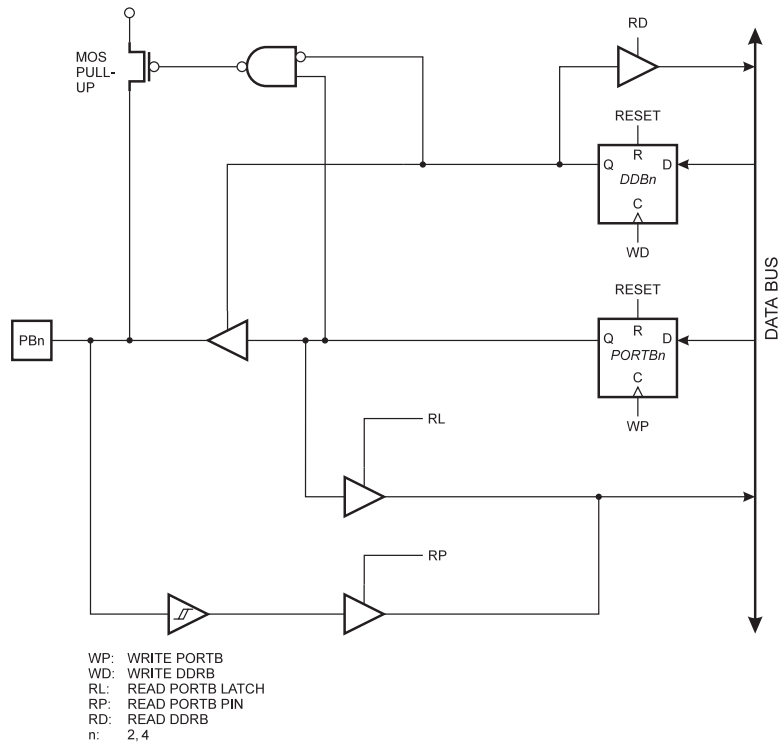 RD
MOS
PULL-
UP
RESET
R
Q
D
DDBn
C
WD
DATA BUS
RESET
R
PBn
Q
D
PORTBn
C
WP
RL
RP
WP: WRITE PORTB
WD: WRITE DDRB
RL: READ PORTB LATCH
RP: READ PORTB PIN
RD: READ DDRB
n: 2, 4